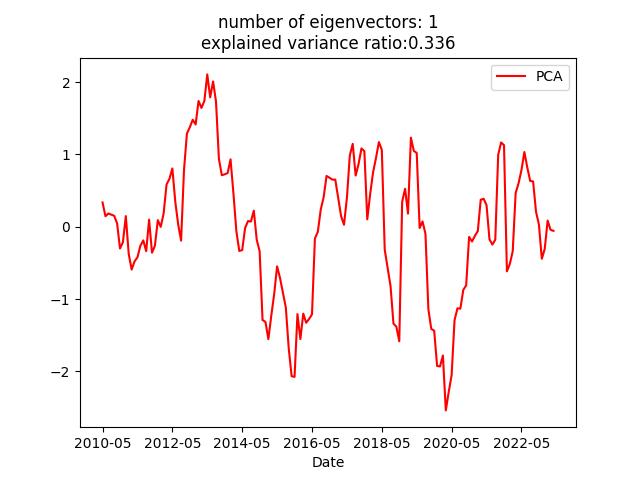 number of eigenvectors: 1
explained variance ratio:0.336
PCA
2
1
0
−1
−2
2010-05 2012-05 2014-05 2016-05 2018-05 2020-05 2022-05
Date